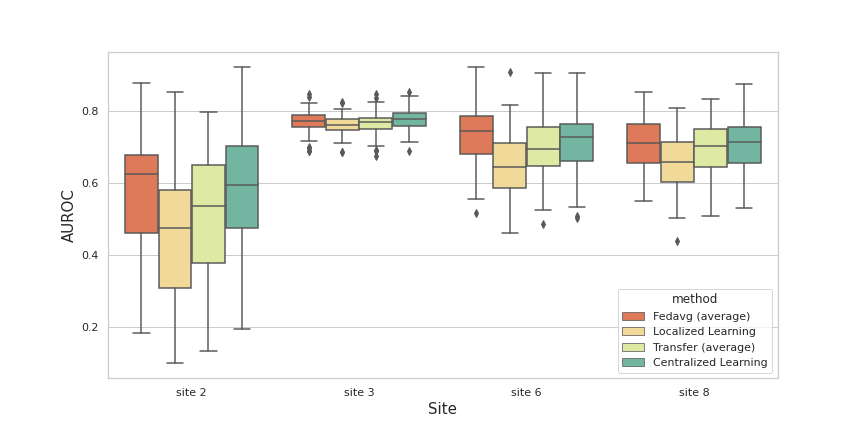 AUROC
0.8
0.6
0.4
0.2
site 2
site 3
site 6
site 8
Site
method
Fedavg (average)
Localized Learning
Transfer (average)
Centralized Learning